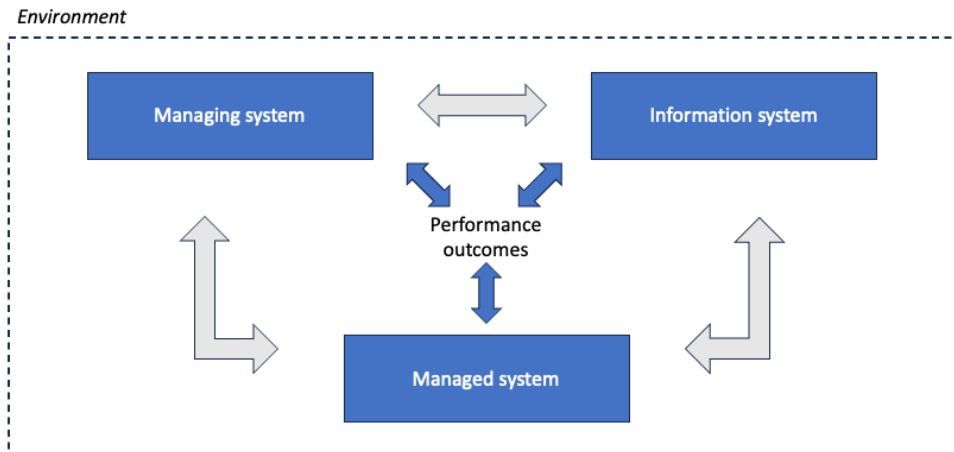 Environment
Managing system
Information system
Performance
outcomes
Managed system